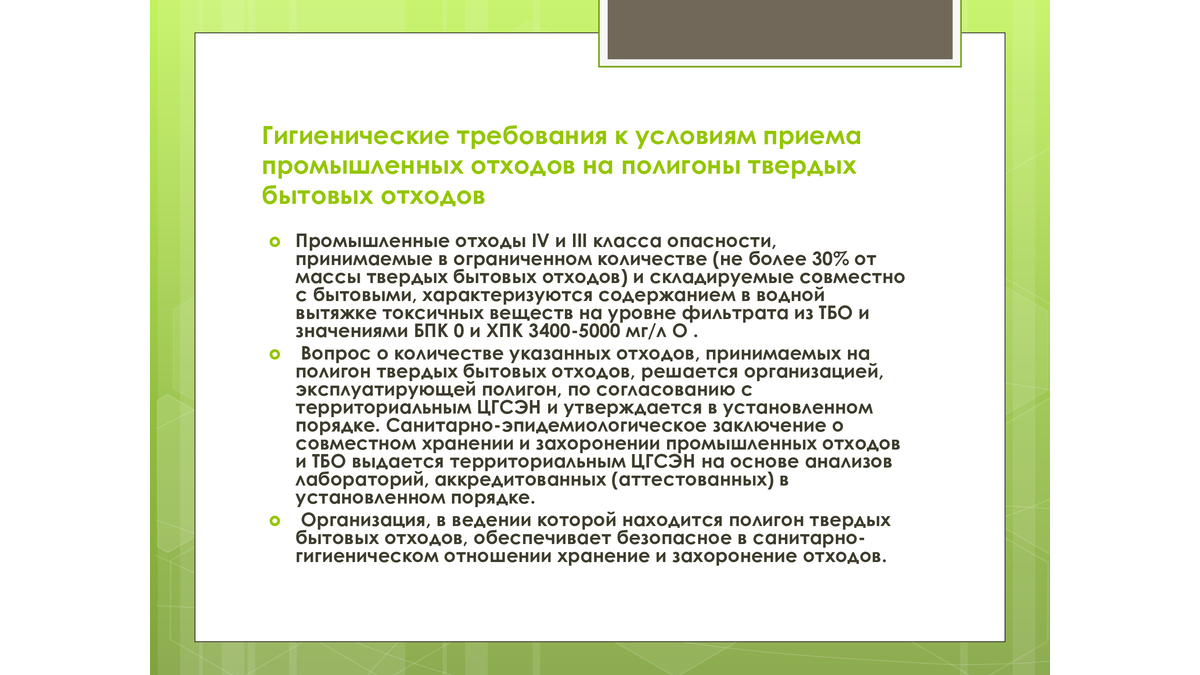 Гигиенические требования к условиям приема
промышленных отходов на полигоны твердых
бытовых отходов
Промышленные отходы IV и III класса опасности,
принимаемые в ограниченном количестве (не более 30% от
массы твердых бытовых отходов) и складируемые совместно
с бытовыми, характеризуются содержанием в водной
вытяжке токсичных веществ на уровне фильтрата из ТБО и
значениями БПК 0 и ХПК 3400-5000 мг/л О .
Вопрос о количестве указанных отходов, принимаемых на
полигон твердых бытовых отходов, решается организацией,
эксплуатирующей полигон, по согласованию с
территориальным ЦГСЭН и утверждается в установленном
порядке. Санитарно-эпидемиологическое заключение о
совместном хранении и захоронении промышленных отходов
и ТБО выдается территориальным ЦГСЭН на основе анализов
лабораторий, аккредитованных (аттестованных) в
установленном порядке.
Организация, в ведении которой находится полигон твердых
бытовых отходов, обеспечивает безопасное в санитарно-
гигиеническом отношении хранение и захоронение отходов.